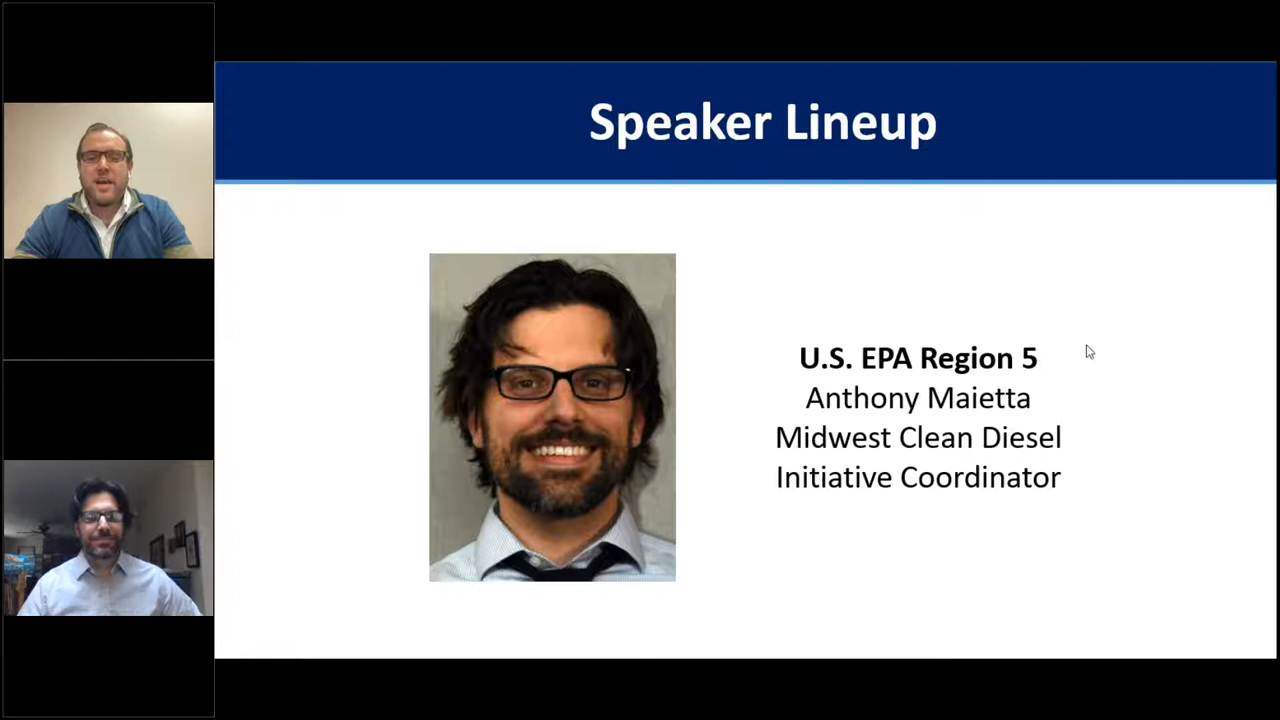 Speaker Lineup
U.S. EPA Region 5
Anthony Maietta
Midwest Clean Diesel
Initiative Coordinator